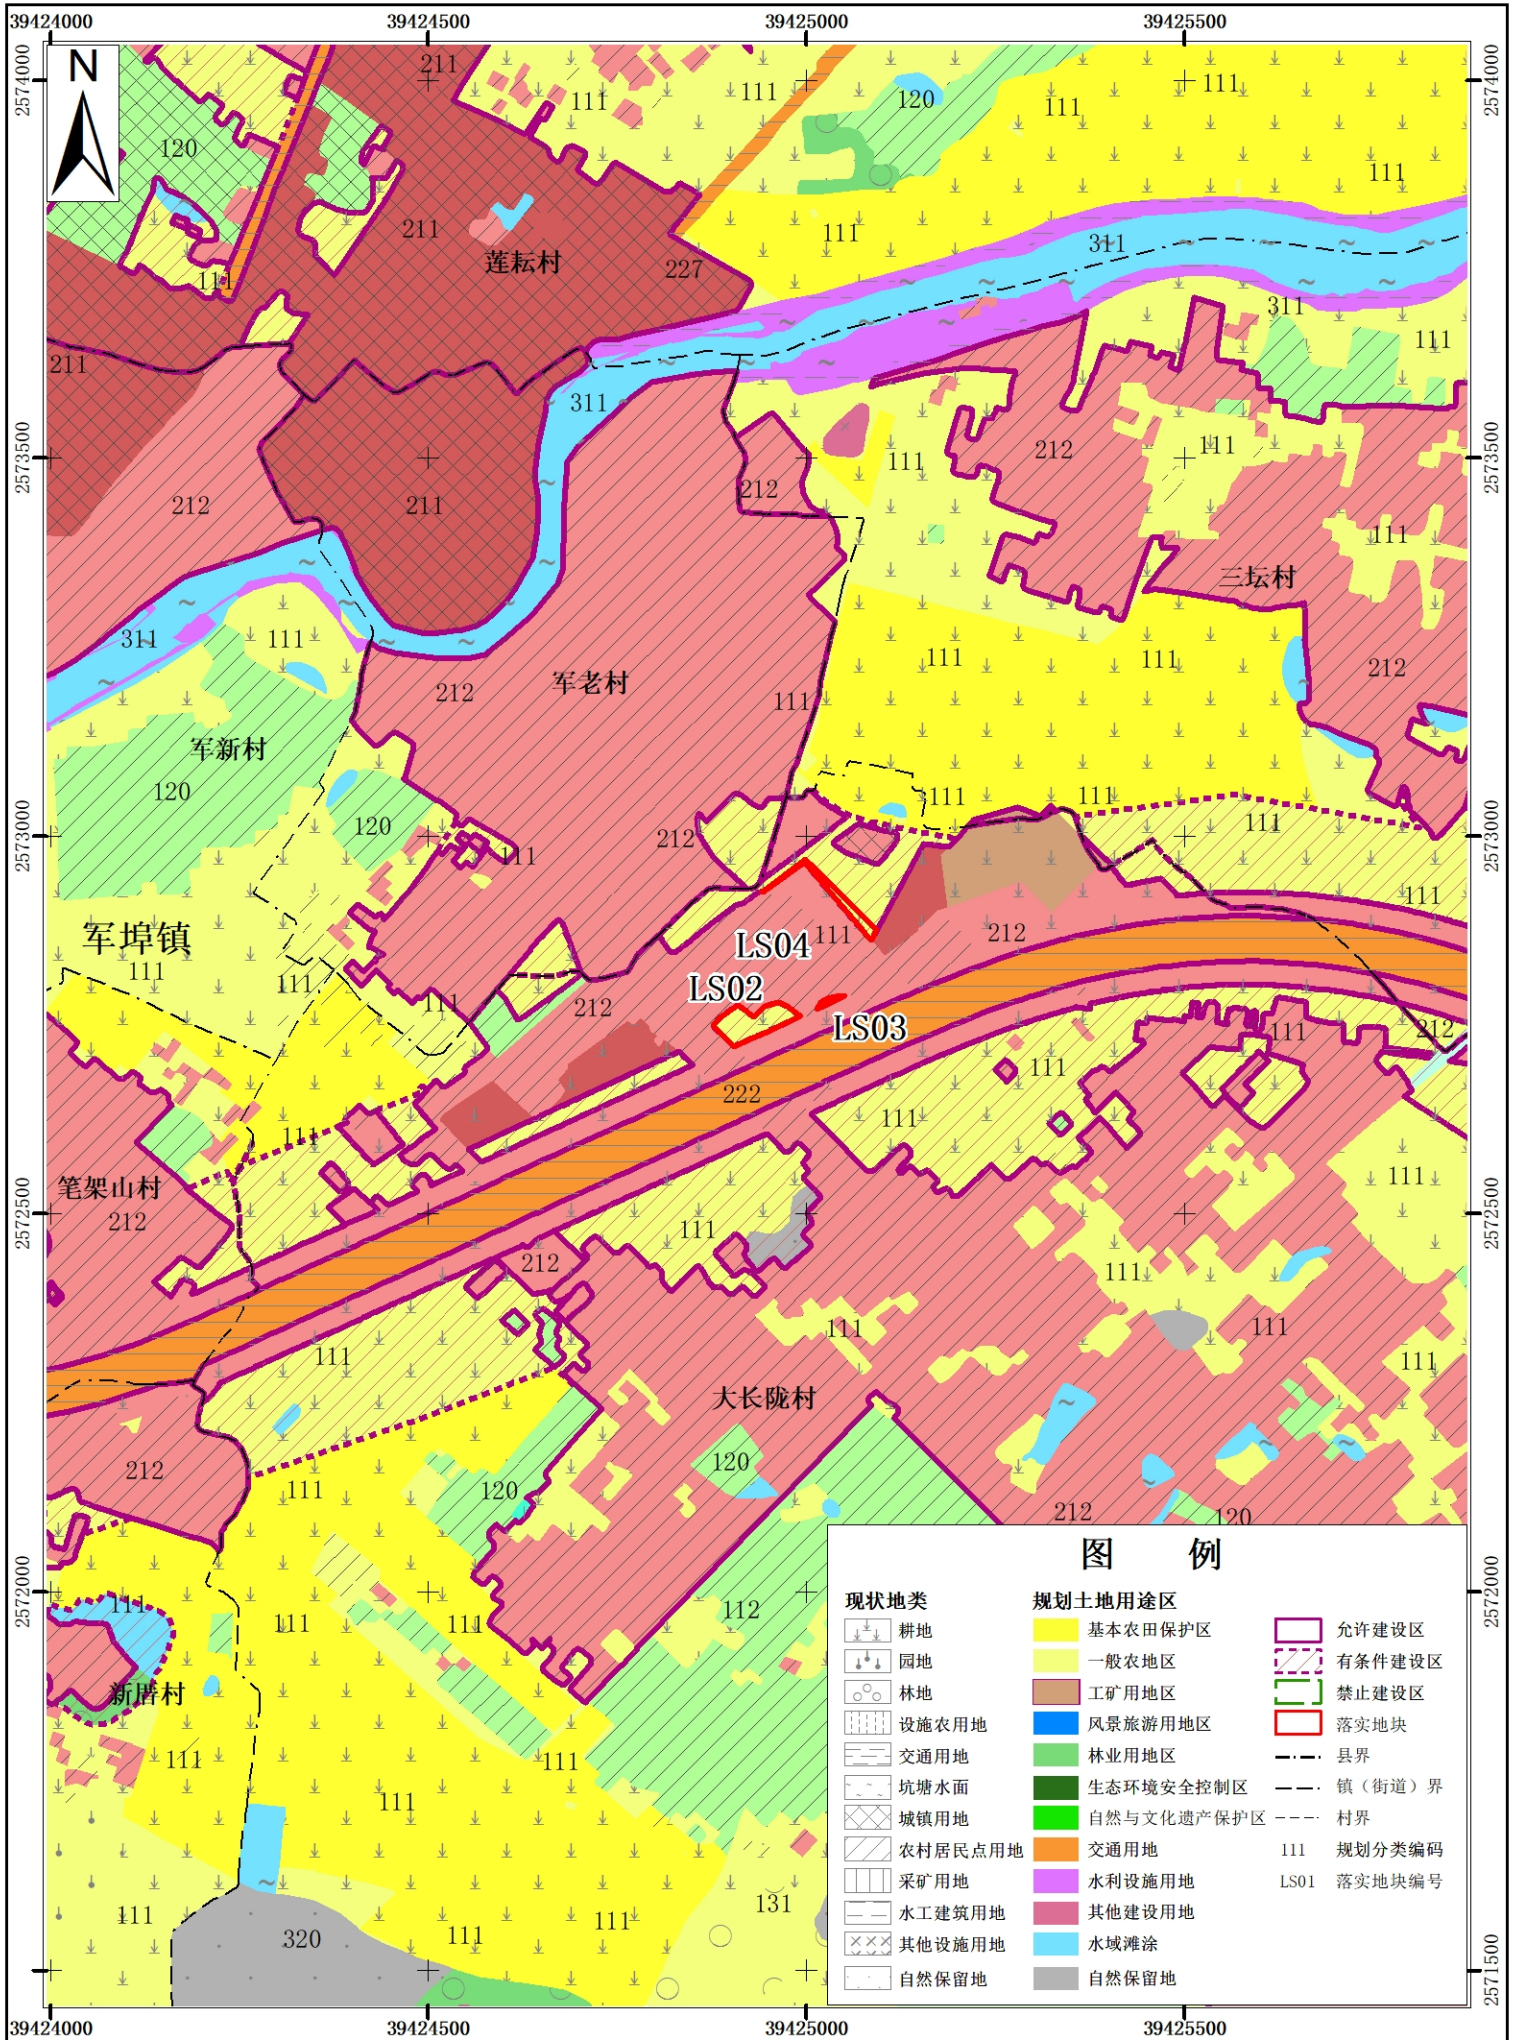 39424000 39424500 39425000 39425500
2574000 2574000
N
211
111 111 120 111 111
120
111
211
莲耘村
227
111
311
111
311
111
211
311
212
111
111
212
212
211
212
111
三坛村
311
111
111
111
212
212
军老村
111
军新村
120
111
111
120
212
111
111
111
军埠镇
111
111
LS04
111
212
111
LS02
111
212
LS03
111
212
111
222
111
111
笔架山村
111
212
111
212
111
111
111
111
111
大长陇村
212
120
111
120
212
120
111
112
111
111
新厝村
111
111
111
131
111
111
111
320
2573500 2573500
2573000 2573000
2572500 2572500
2572000 2572000
2571500 2571500
图 例
现状地类 规划土地用途区
耕地 基本农田保护区 允许建设区
园地 一般农地区 有条件建设区
林地 工矿用地区 禁止建设区
设施农用地 风景旅游用地区 落实地块
交通用地 林业用地区 县界
坑塘水面 生态环境安全控制区 镇（街道）界
城镇用地 自然与文化遗产保护区 村界
农村居民点用地 交通用地 111 规划分类编码
采矿用地 水利设施用地 LS01 落实地块编号
水工建筑用地 其他建设用地
其他设施用地 水域滩涂
自然保留地 自然保留地
39424000 39424500 39425000 39425500